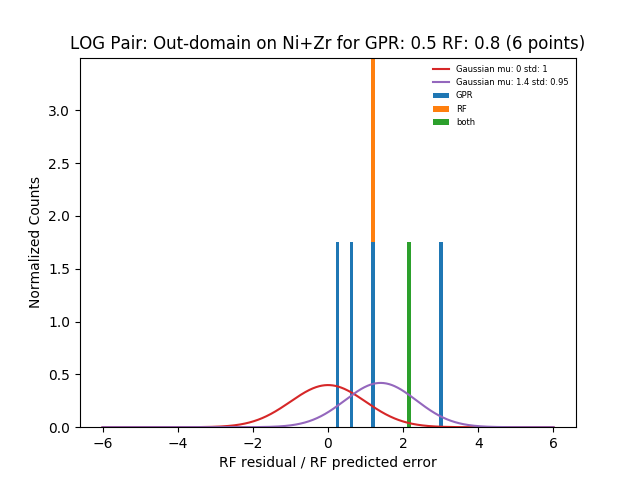 LOG Pair: Out-domain on Ni+Zr for GPR: 0.5 RF: 0.8 (6 points)
Gaussian mu: 0 std: 1
Gaussian mu: 1.4 std: 0.95
GPR
RF
both
Normalized Counts
3.0
2.5
2.0
1.5
1.0
0.5
0.0
−6
−4
−2
0
2
4
6
RF residual / RF predicted error